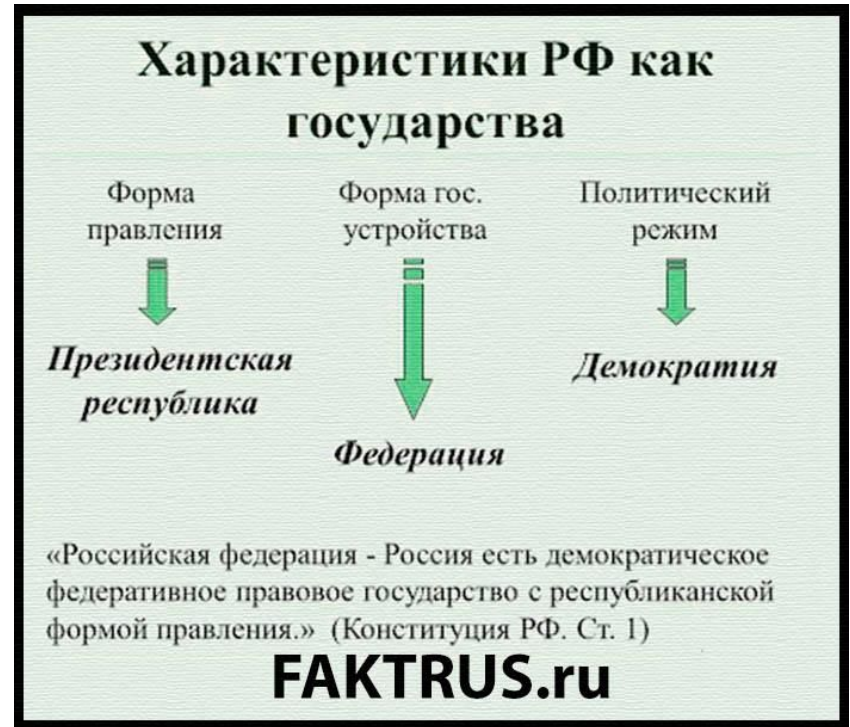 Характеристики РФ как
государства
Форма
правления
Форма гос.
устройства
Политический
режим
Президентская
республика
Федерация
Демократия
«Российская федерация - Россия есть демократическое
федеративное правовое государство с республиканской
формой правления.» (Конституция РФ. Ст. 1)
FAKTRUS.ru